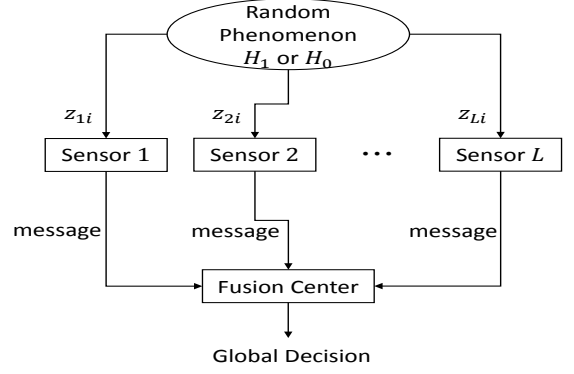 Random
Phenomenon
H₁ or H₀
z₁ᵢ
z₂ᵢ
z_Lᵢ
Sensor 1
Sensor 2
...
Sensor L
message
message
message
Fusion Center
Global Decision